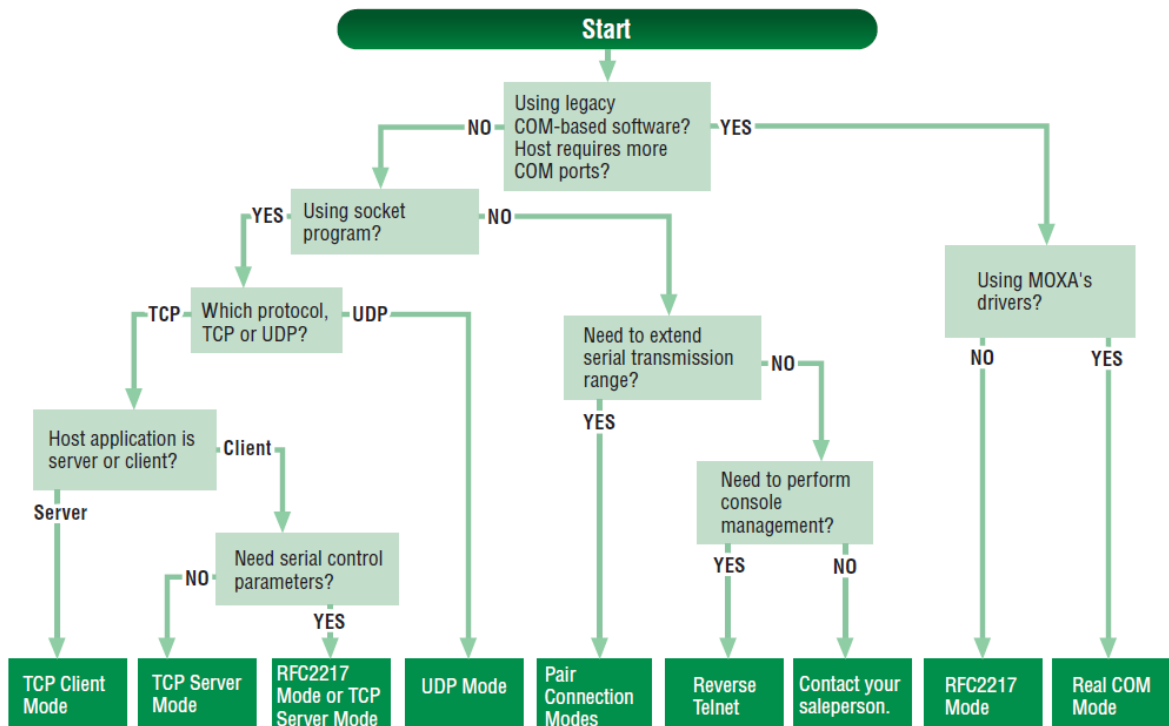 Start
Using legacy
COM-based software?
Host requires more
COM ports?
NO
YES
Using socket
program?
YES
NO
Using MOXA's
drivers?
Which protocol,
TCP or UDP?
TCP
UDP
Need to extend
serial transmission
range?
NO
YES
NO
YES
Host application is
server or client?
Client
Server
Need to perform
console
management?
YES
NO
Need serial control
parameters?
NO
YES
TCP Client
Mode
TCP Server
Mode
RFC2217
Mode or TCP
Server Mode
UDP Mode
Pair
Connection
Modes
Reverse
Telnet
Contact your
saleperson.
RFC2217
Mode
Real COM
Mode